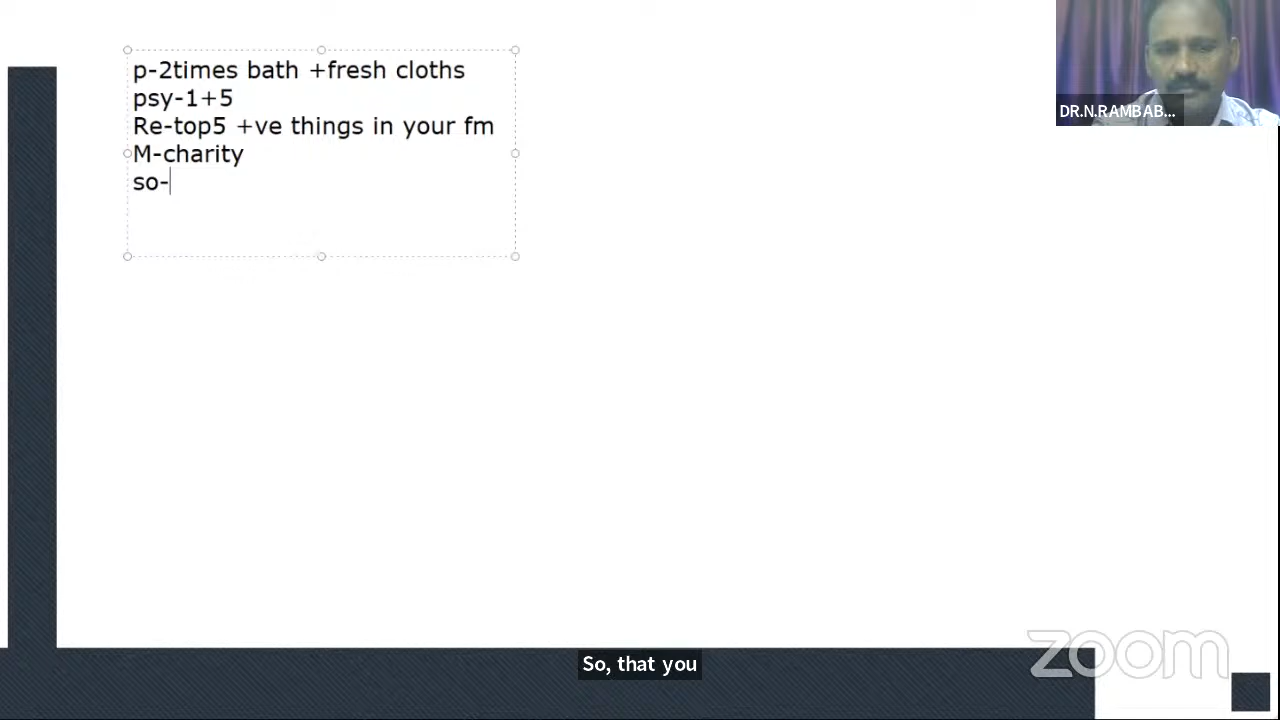 p-2times bath +fresh cloths
psy-1+5
Re-top5 +ve things in your fm
M-charity
so-
DR.N.RAMBAB...
So, that you
zoom